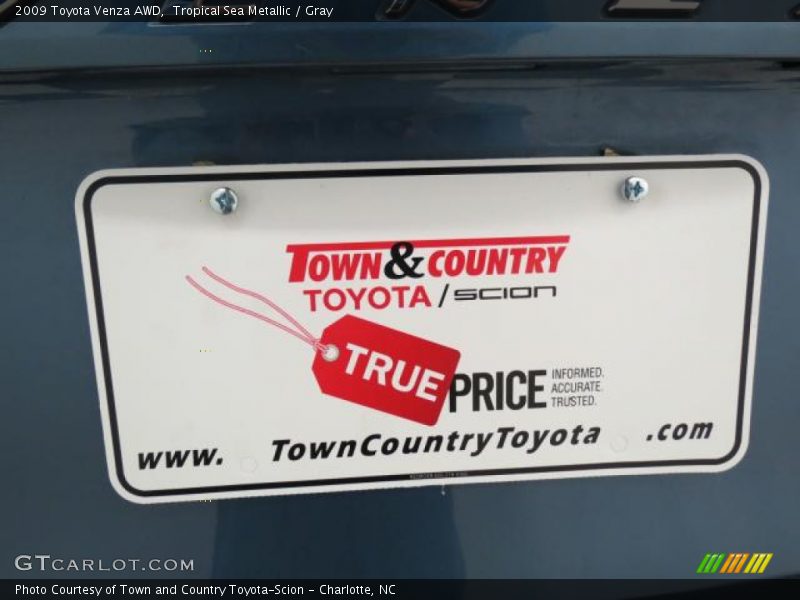 2009 Toyota Venza AWD, Tropical Sea Metallic / Gray
TOWN & COUNTRY
TOYOTA / SCION
TRUE PRICE INFORMED.
ACCURATE.
TRUSTED.
www. TownCountryToyota .com
GTCARLOT.COM
Photo Courtesy of Town and Country Toyota-Scion - Charlotte, NC